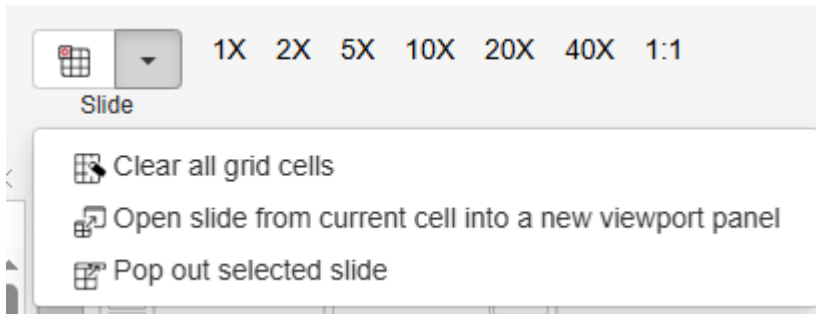 1X 2X 5X 10X 20X 40X 1:1
Slide
Clear all grid cells
Open slide from current cell into a new viewport panel
Pop out selected slide